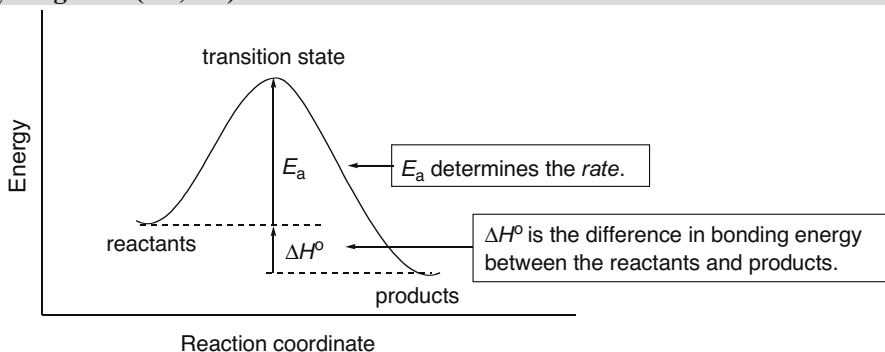 transition state
Energy
Eₐ
Eₐ determines the rate.
reactants
ΔH°
ΔH° is the difference in bonding energy
between the reactants and products.
products
Reaction coordinate